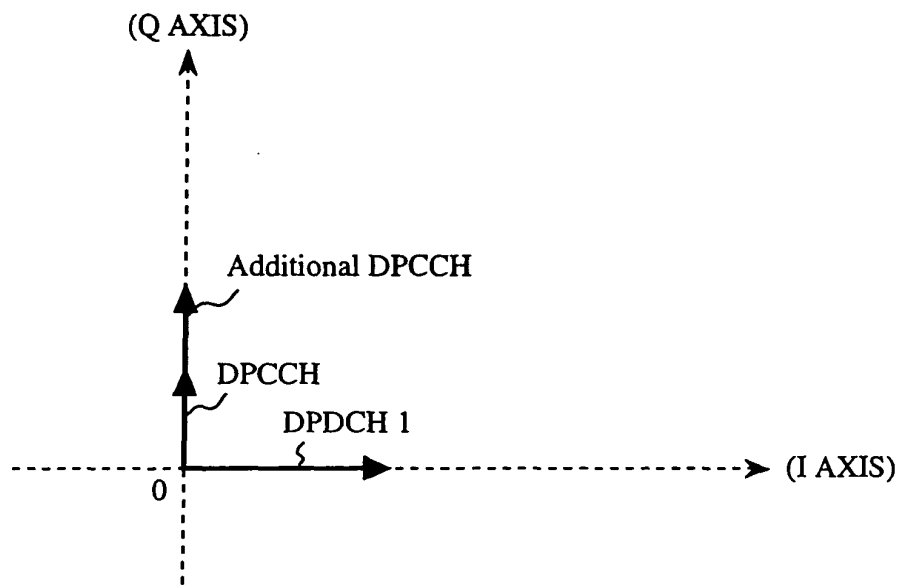 (Q AXIS)
Additional DPCCH
DPCCH
DPDCH 1
(I AXIS)
0